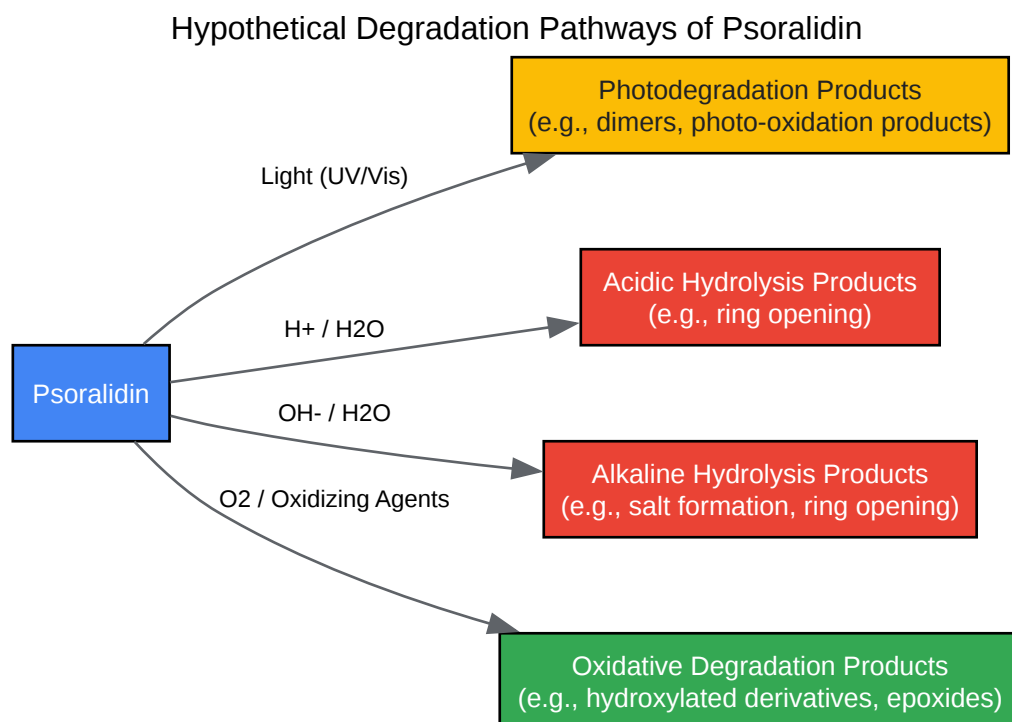 Hypothetical Degradation Pathways of Psoralidin
Photodegradation Products
(e.g., dimers, photo-oxidation products)
Light (UV/Vis)
Acidic Hydrolysis Products
(e.g., ring opening)
H+ / H2O
Psoralidin
OH- / H2O
Alkaline Hydrolysis Products
(e.g., salt formation, ring opening)
O2 / Oxidizing Agents
Oxidative Degradation Products
(e.g., hydroxylated derivatives, epoxides)